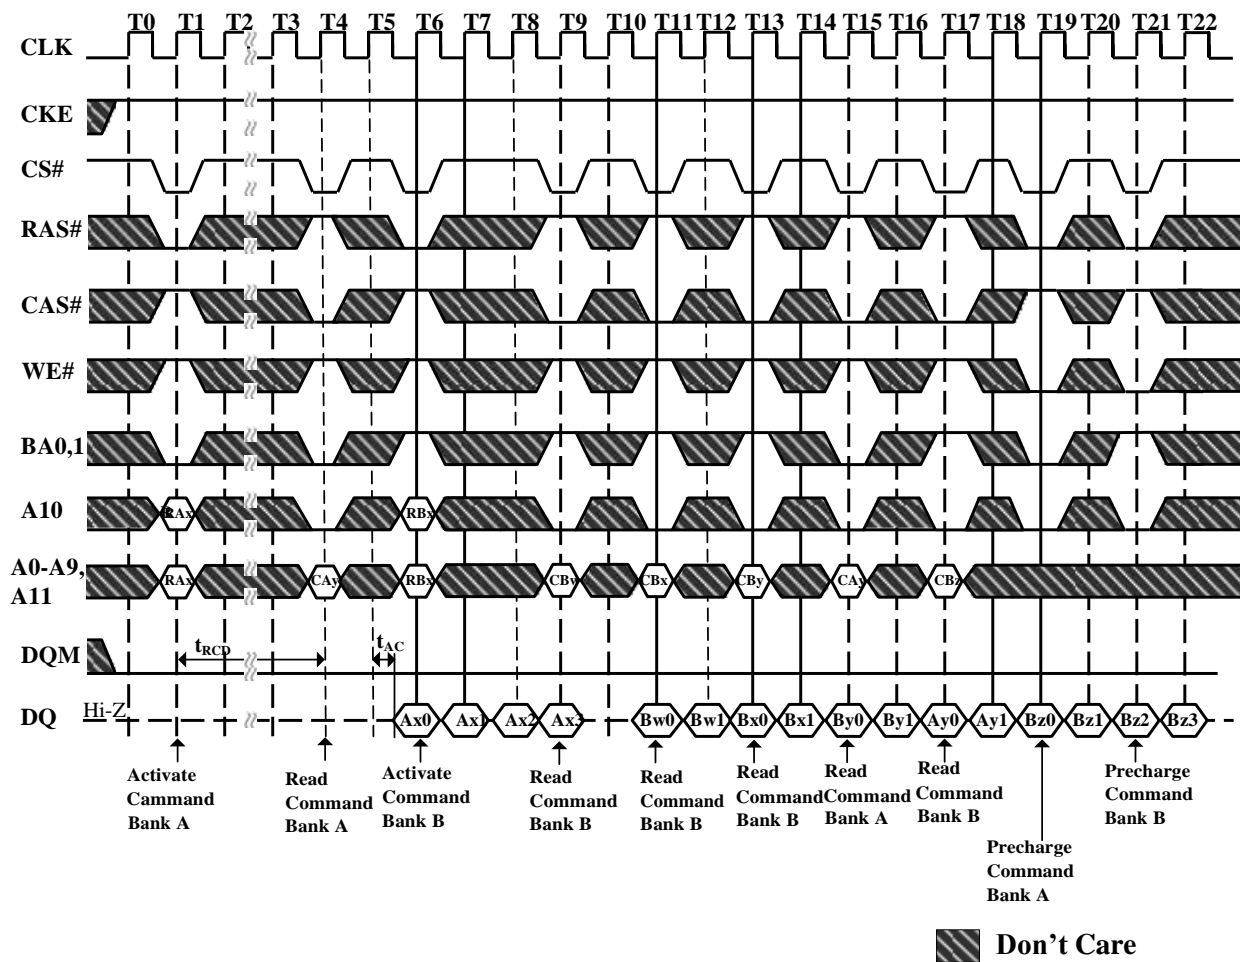 T0 T1 T2 T3 T4 T5 T6 T7 T8 T9 T10 T11 T12 T13 T14 T15 T16 T17 T18 T19 T20 T21 T22
CLK
CKE
CS#
RAS#
CAS#
WE#
BA0,1
A10
RAx RBx
A0-A9,
A11
RAx CAy RBx CBw CBx CBy CAy CBz
DQM
tRCD tAC
DQ
Hi-Z
Ax0 Ax1 Ax2 Ax3 Bw0 Bw1 Bx0 Bx1 By0 By1 Ay0 Ay1 Bz0 Bz1 Bz2 Bz3
Activate
Cammand
Bank A
Read
Command
Bank A
Activate
Command
Bank B
Read
Command
Bank B
Read
Command
Bank B
Read
Command
Bank B
Read
Command
Bank A
Read
Command
Bank B
Precharge
Command
Bank A
Precharge
Command
Bank B
Don't Care